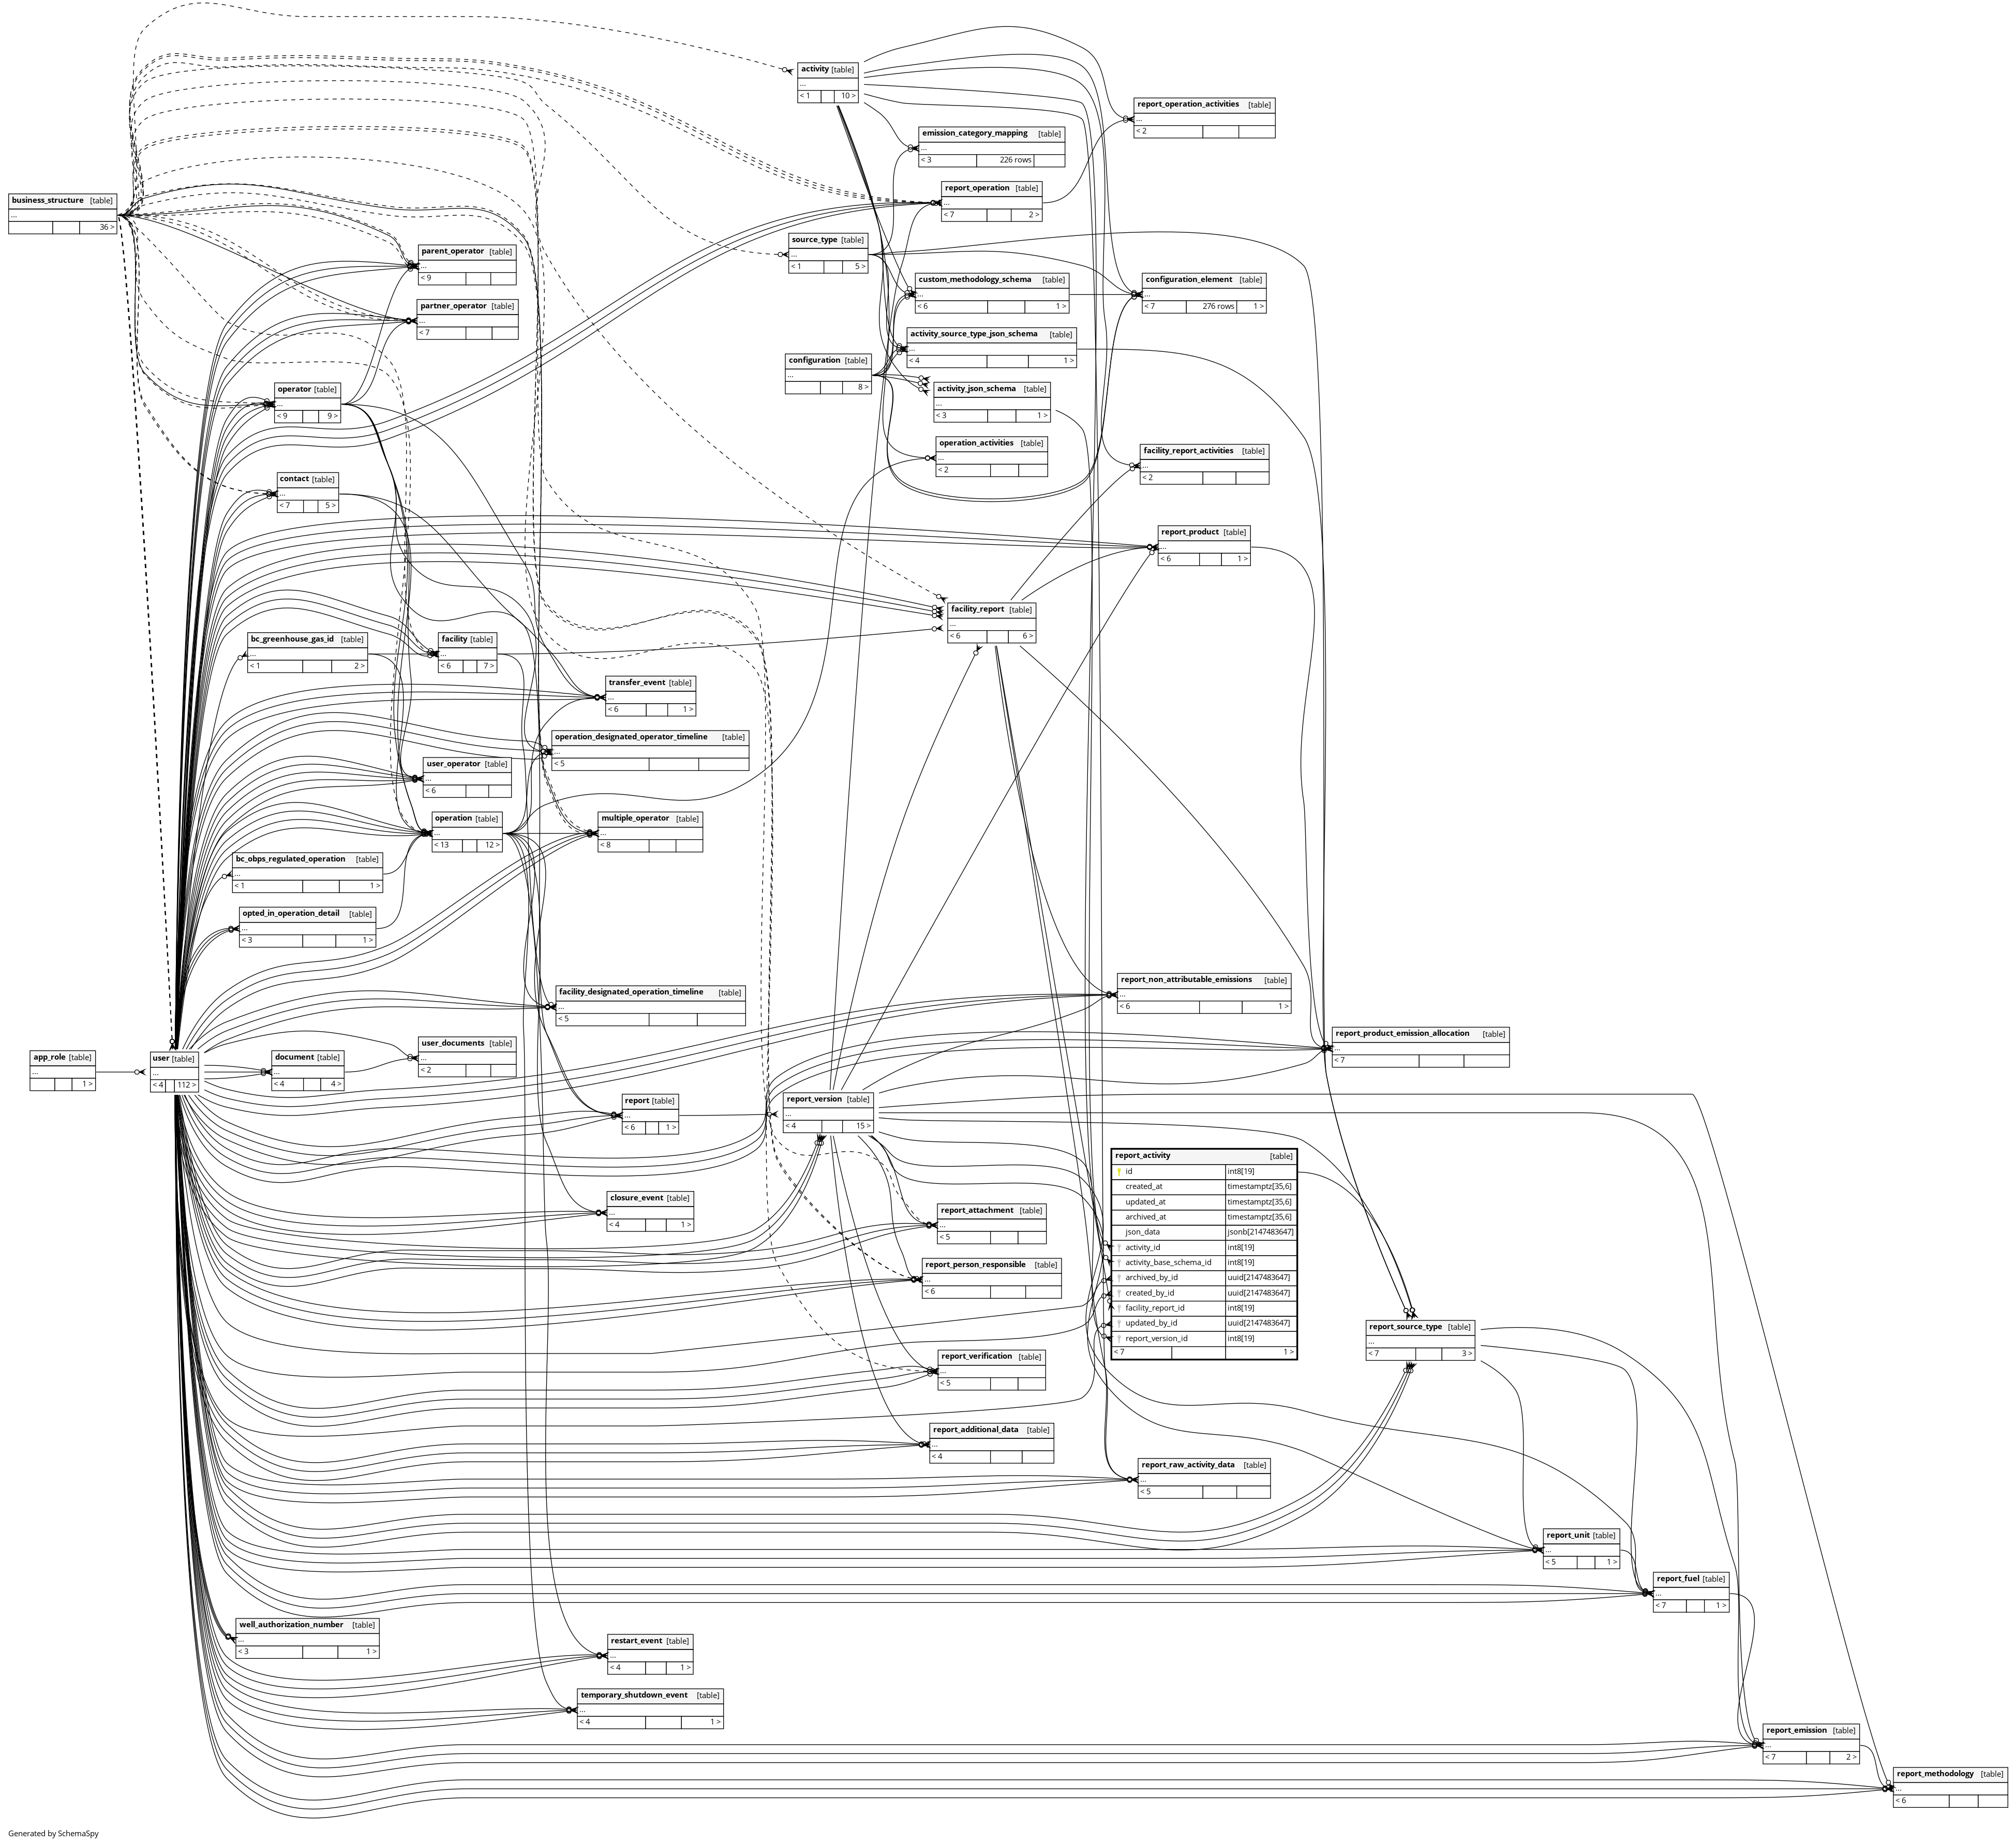 activity [table]
...
< 1 10 >
report_operation_activities [table]
...
< 2
emission_category_mapping [table]
...
< 3 226 rows
report_operation [table]
...
< 7 2 >
business_structure [table]
...
36 >
source_type [table]
...
< 1 5 >
parent_operator [table]
...
< 9
custom_methodology_schema [table]
...
< 6 1 >
configuration_element [table]
...
< 7 276 rows 1 >
partner_operator [table]
...
< 7
activity_source_type_json_schema [table]
...
< 4 1 >
configuration [table]
...
8 >
operator [table]
...
< 9 9 >
activity_json_schema [table]
...
< 3 1 >
operation_activities [table]
...
< 2
facility_report_activities [table]
...
< 2
contact [table]
...
< 7 5 >
report_product [table]
...
< 6 1 >
facility_report [table]
...
< 6 6 >
bc_greenhouse_gas_id [table]
...
< 1 2 >
facility [table]
...
< 6 7 >
transfer_event [table]
...
< 6 1 >
operation_designated_operator_timeline [table]
...
< 5
user_operator [table]
...
< 6
operation [table]
...
< 13 12 >
multiple_operator [table]
...
< 8
bc_obps_regulated_operation [table]
...
< 1 1 >
opted_in_operation_detail [table]
...
< 3 1 >
report_non_attributable_emissions [table]
...
< 6 1 >
facility_designated_operation_timeline [table]
...
< 5
report_product_emission_allocation [table]
...
< 7
user_documents [table]
...
< 2
app_role [table]
...
1 >
user [table]
...
< 4 112 >
document [table]
...
< 4 4 >
report [table]
...
< 6 1 >
report_version [table]
...
< 4 15 >
report_activity [table]
id int8[19]
created_at timestamptz[35,6]
updated_at timestamptz[35,6]
archived_at timestamptz[35,6]
json_data jsonb[2147483647]
activity_id int8[19]
activity_base_schema_id int8[19]
archived_by_id uuid[2147483647]
created_by_id uuid[2147483647]
facility_report_id int8[19]
updated_by_id uuid[2147483647]
report_version_id int8[19]
< 7 1 >
closure_event [table]
...
< 4 1 >
report_attachment [table]
...
< 5
report_person_responsible [table]
...
< 6
report_source_type [table]
...
< 7 3 >
report_verification [table]
...
< 5
report_additional_data [table]
...
< 4
report_raw_activity_data [table]
...
< 5
report_unit [table]
...
< 5 1 >
report_fuel [table]
...
< 7 1 >
well_authorization_number [table]
...
< 3 1 >
restart_event [table]
...
< 4 1 >
temporary_shutdown_event [table]
...
< 4 1 >
report_emission [table]
...
< 7 2 >
report_methodology [table]
...
< 6
Generated by SchemaSpy